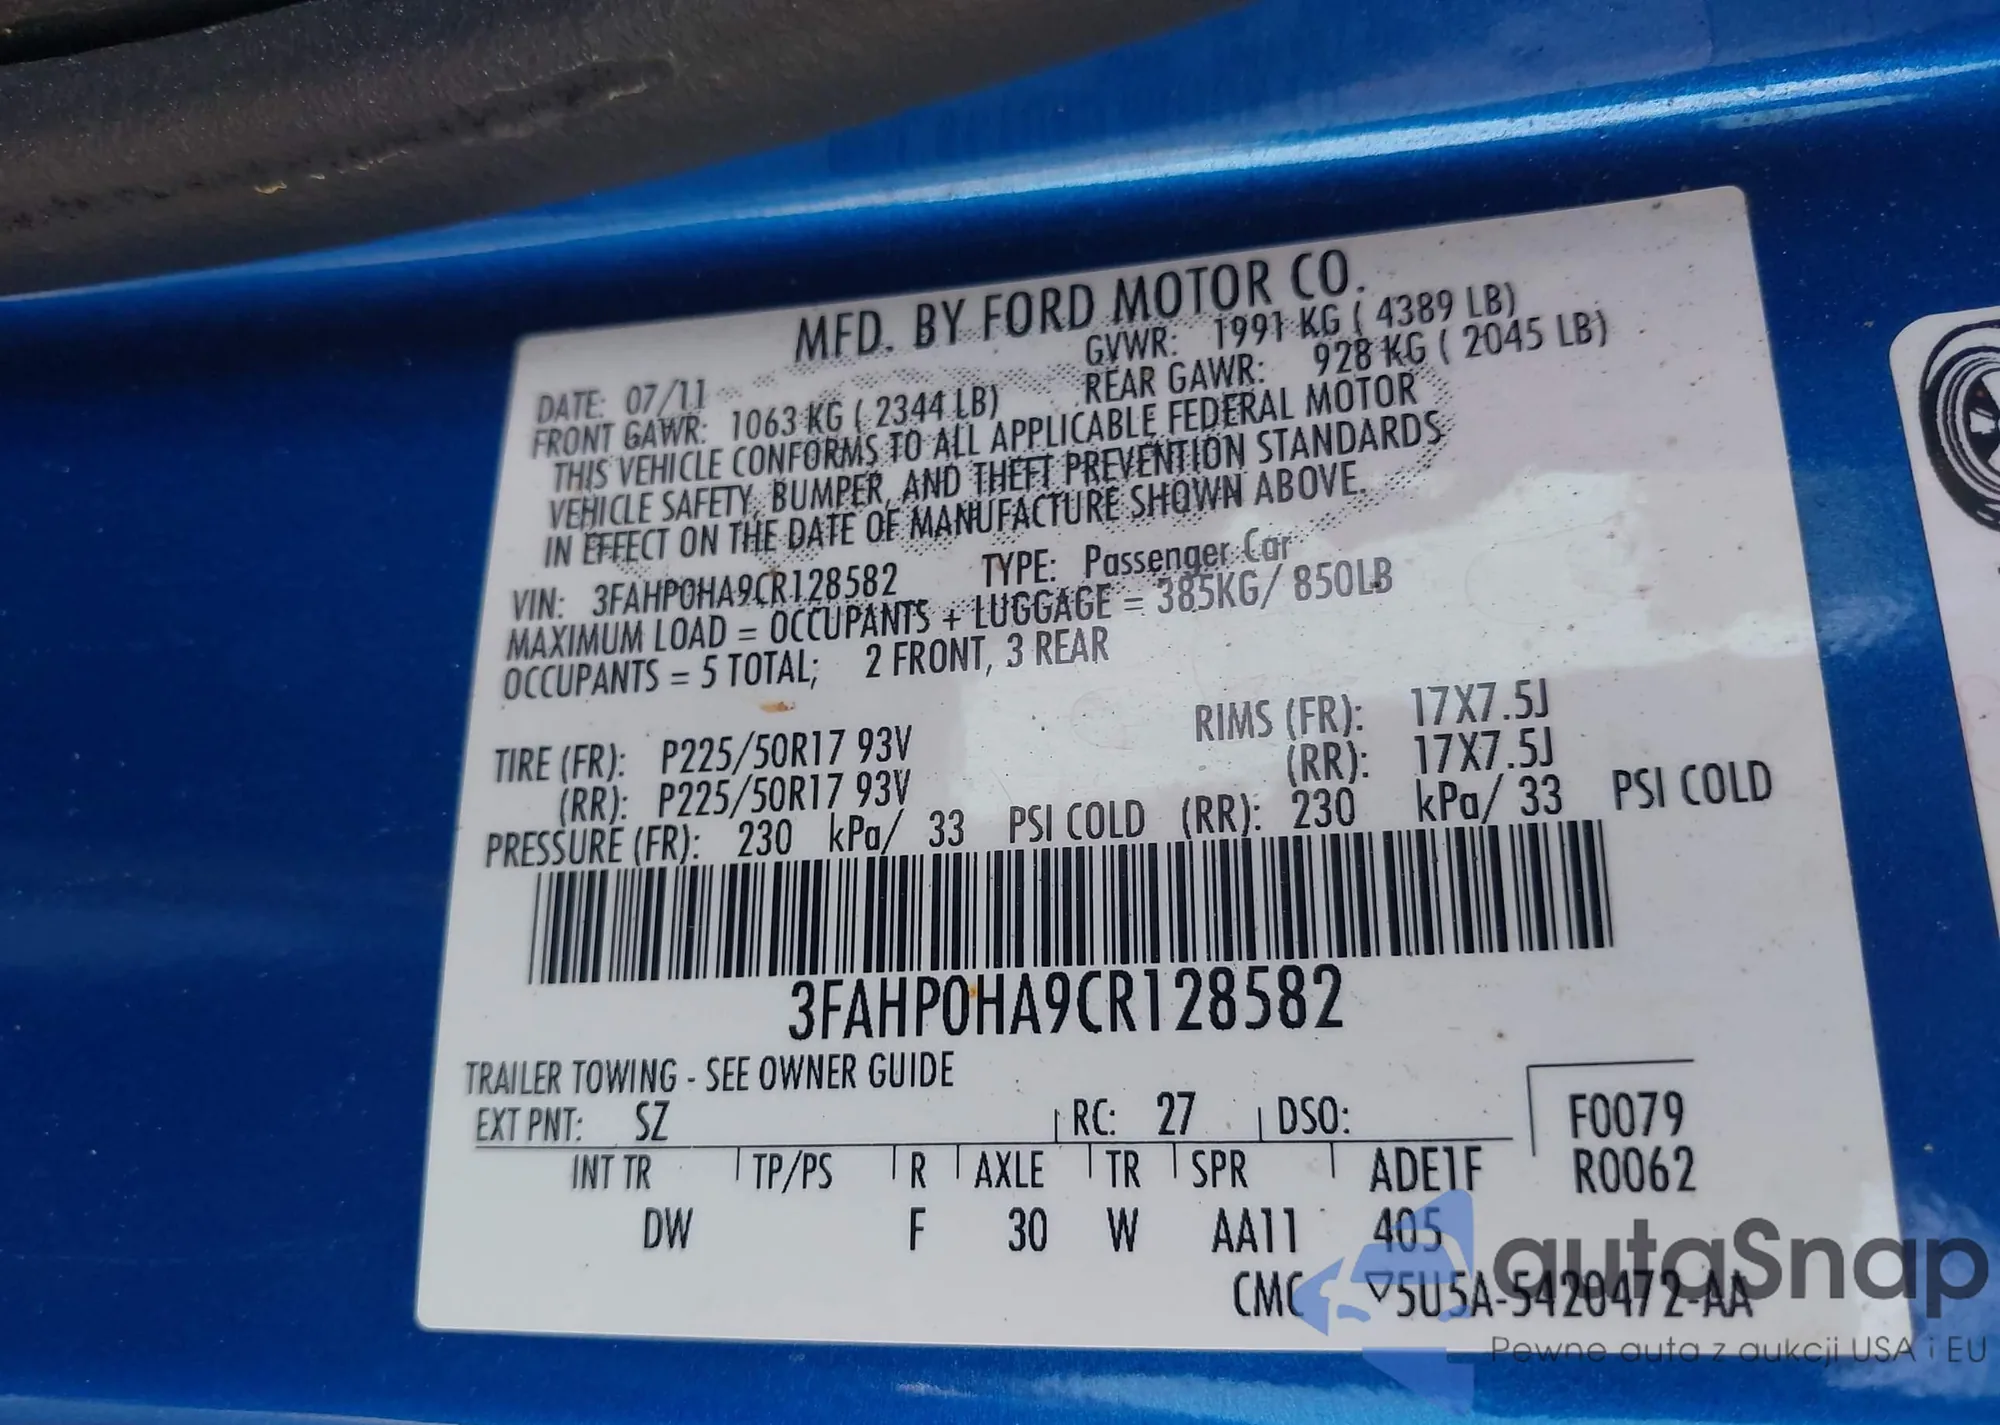 MFD. BY FORD MOTOR CO.
DATE: 07/11 GVWR: 1991 KG ( 4389 LB)
FRONT GAWR: 1063 KG ( 2344 LB) REAR GAWR: 928 KG ( 2045 LB)
THIS VEHICLE CONFORMS TO ALL APPLICABLE FEDERAL MOTOR
VEHICLE SAFETY, BUMPER, AND THEFT PREVENTION STANDARDS
IN EFFECT ON THE DATE OF MANUFACTURE SHOWN ABOVE.
VIN: 3FAHP0HA9CR128582 TYPE: Passenger Car
MAXIMUM LOAD = OCCUPANTS + LUGGAGE = 385KG/ 850LB
OCCUPANTS = 5 TOTAL; 2 FRONT, 3 REAR
TIRE (FR): P225/50R17 93V RIMS (FR): 17X7.5J
(RR): P225/50R17 93V (RR): 17X7.5J
PRESSURE (FR): 230 kPa/ 33 PSI COLD (RR): 230 kPa/ 33 PSI COLD
3FAHP0HA9CR128582
TRAILER TOWING - SEE OWNER GUIDE
EXT PNT: SZ RC: 27 DSO: F0079
INT TR TP/PS R AXLE TR SPR ADE1F R0062
DW F 30 W AA11 405
CMC ▽5U5A-5420472-AA
autaSnap
Pewne auta z aukcji USA i EU